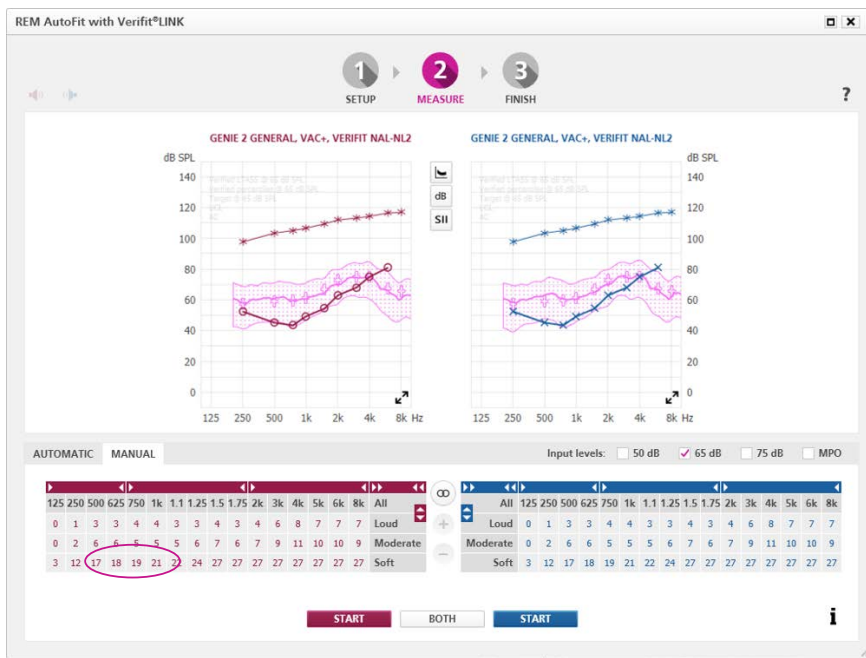 REM AutoFit with Verifit®LINK
1 2 3
SETUP MEASURE FINISH
?
GENIE 2 GENERAL, VAC+, VERIFIT NAL-NL2 GENIE 2 GENERAL, VAC+, VERIFIT NAL-NL2
dB SPL dB SPL
140 140
dB
120 120
SII
100 100
80 80
60 60
40 40
20 20
0 0
125 250 500 1k 2k 4k 8k Hz 125 250 500 1k 2k 4k 8k Hz
AUTOMATIC MANUAL Input levels: 50 dB 65 dB 75 dB MPO
125 250 500 625 750 1k 1.1 1.25 1.5 1.75 2k 3k 4k 5k 6k 8k All All 125 250 500 625 750 1k 1.1 1.25 1.5 1.75 2k 3k 4k 5k 6k 8k
0 1 3 3 4 4 3 3 4 3 4 6 8 7 7 7 Loud Loud 0 1 3 3 4 4 3 3 4 3 4 6 8 7 7 7
0 2 6 6 5 5 5 6 7 6 7 9 11 10 10 9 Moderate Moderate 0 2 6 6 5 5 5 6 7 6 7 9 11 10 10 9
3 12 17 18 19 21 22 24 27 27 27 27 27 27 27 27 Soft Soft 3 12 17 18 19 21 22 24 27 27 27 27 27 27 27 27
START BOTH START
i